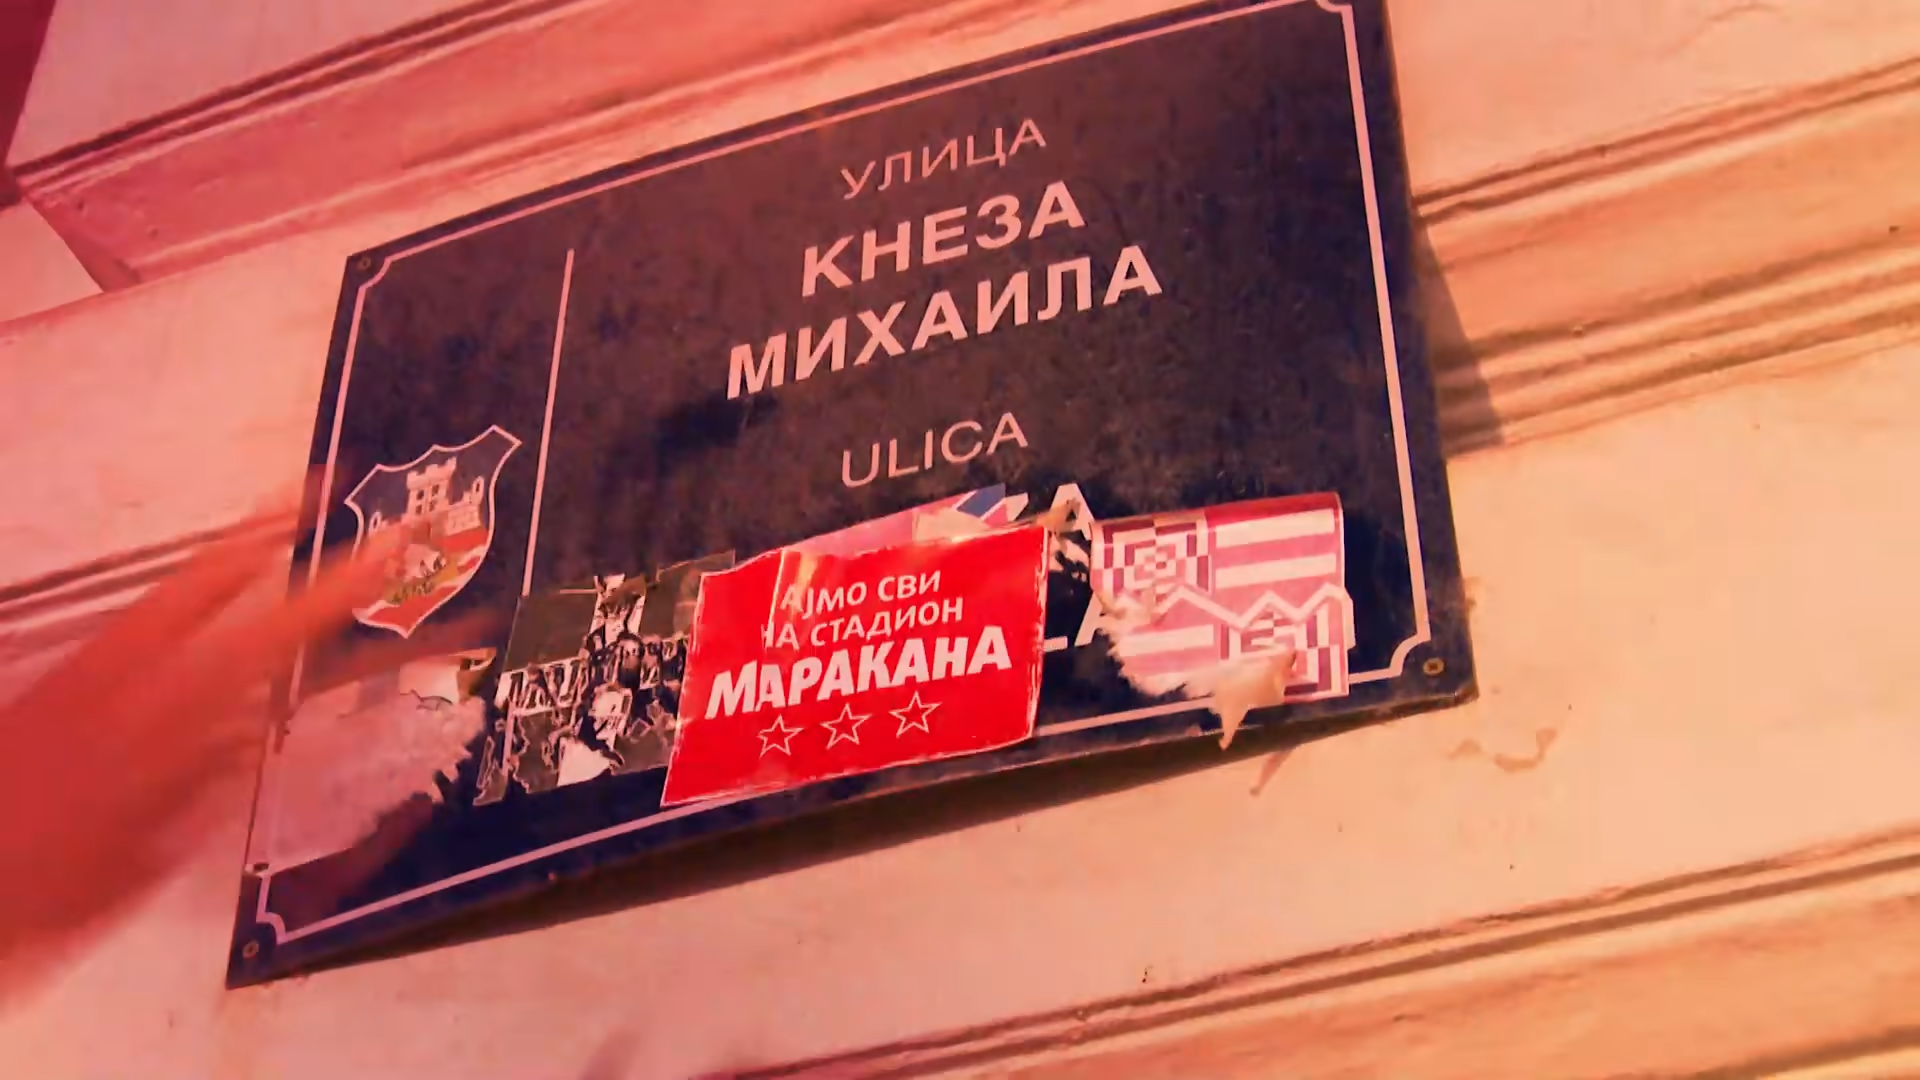 УЛИЦА
КНЕЗА
МИХАИЛА
ULICA
АЈМО СВИ
НА СТАДИОН
МАРАКАНА